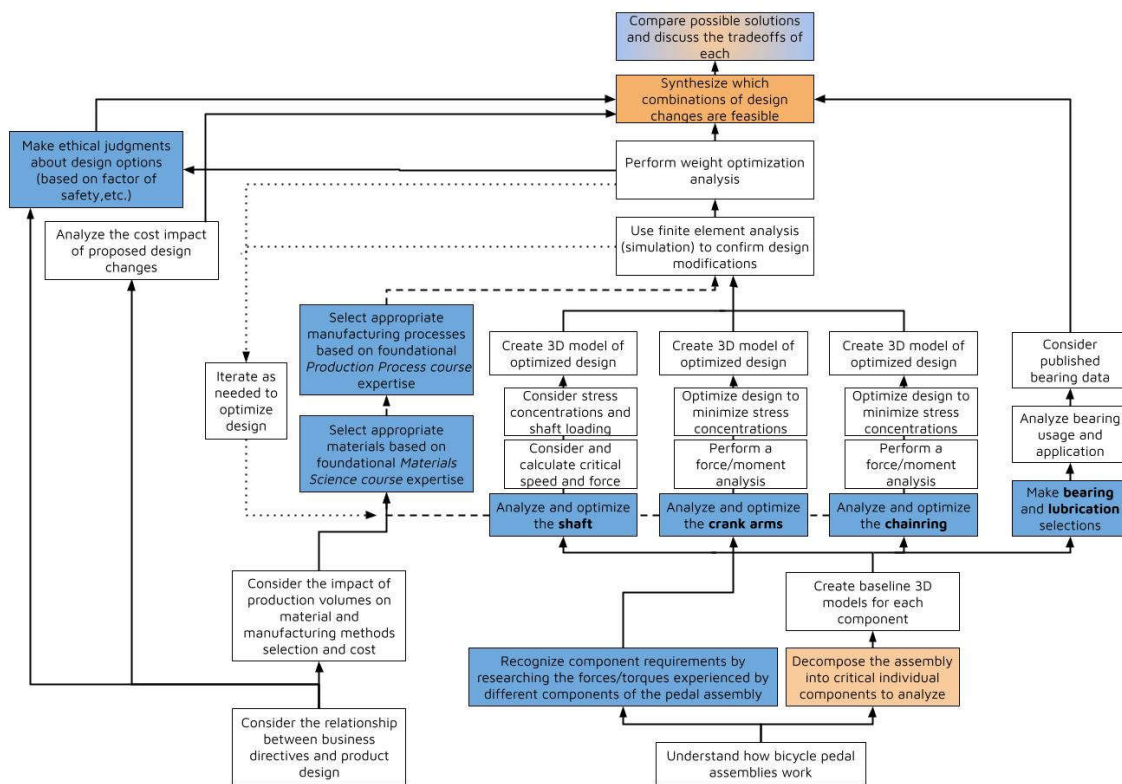 Compare possible solutions
and discuss the tradeoffs of
each
Synthesize which
combinations of design
changes are feasible
Make ethical judgments
about design options
(based on factor of
safety,etc.)
Perform weight optimization
analysis
Analyze the cost impact
of proposed design
changes
Use finite element analysis
(simulation) to confirm design
modifications
Select appropriate
manufacturing processes
based on foundational
Production Process course
expertise
Create 3D model of
optimized design
Create 3D model of
optimized design
Create 3D model of
optimized design
Consider
published
bearing data
Iterate as
needed to
optimize
design
Consider stress
concentrations and
shaft loading
Optimize design to
minimize stress
concentrations
Optimize design to
minimize stress
concentrations
Analyze bearing
usage and
application
Select appropriate
materials based on
foundational Materials
Science course expertise
Consider and
calculate critical
speed and force
Perform a
force/moment
analysis
Perform a
force/moment
analysis
Analyze and optimize
the shaft
Analyze and optimize
the crank arms
Analyze and optimize
the chainring
Make bearing
and lubrication
selections
Consider the impact of
production volumes on
material and
manufacturing methods
selection and cost
Create baseline 3D
models for each
component
Recognize component requirements by
researching the forces/torques experienced by
different components of the pedal assembly
Decompose the assembly
into critical individual
components to analyze
Consider the relationship
between business
directives and product
design
Understand how bicycle pedal
assemblies work